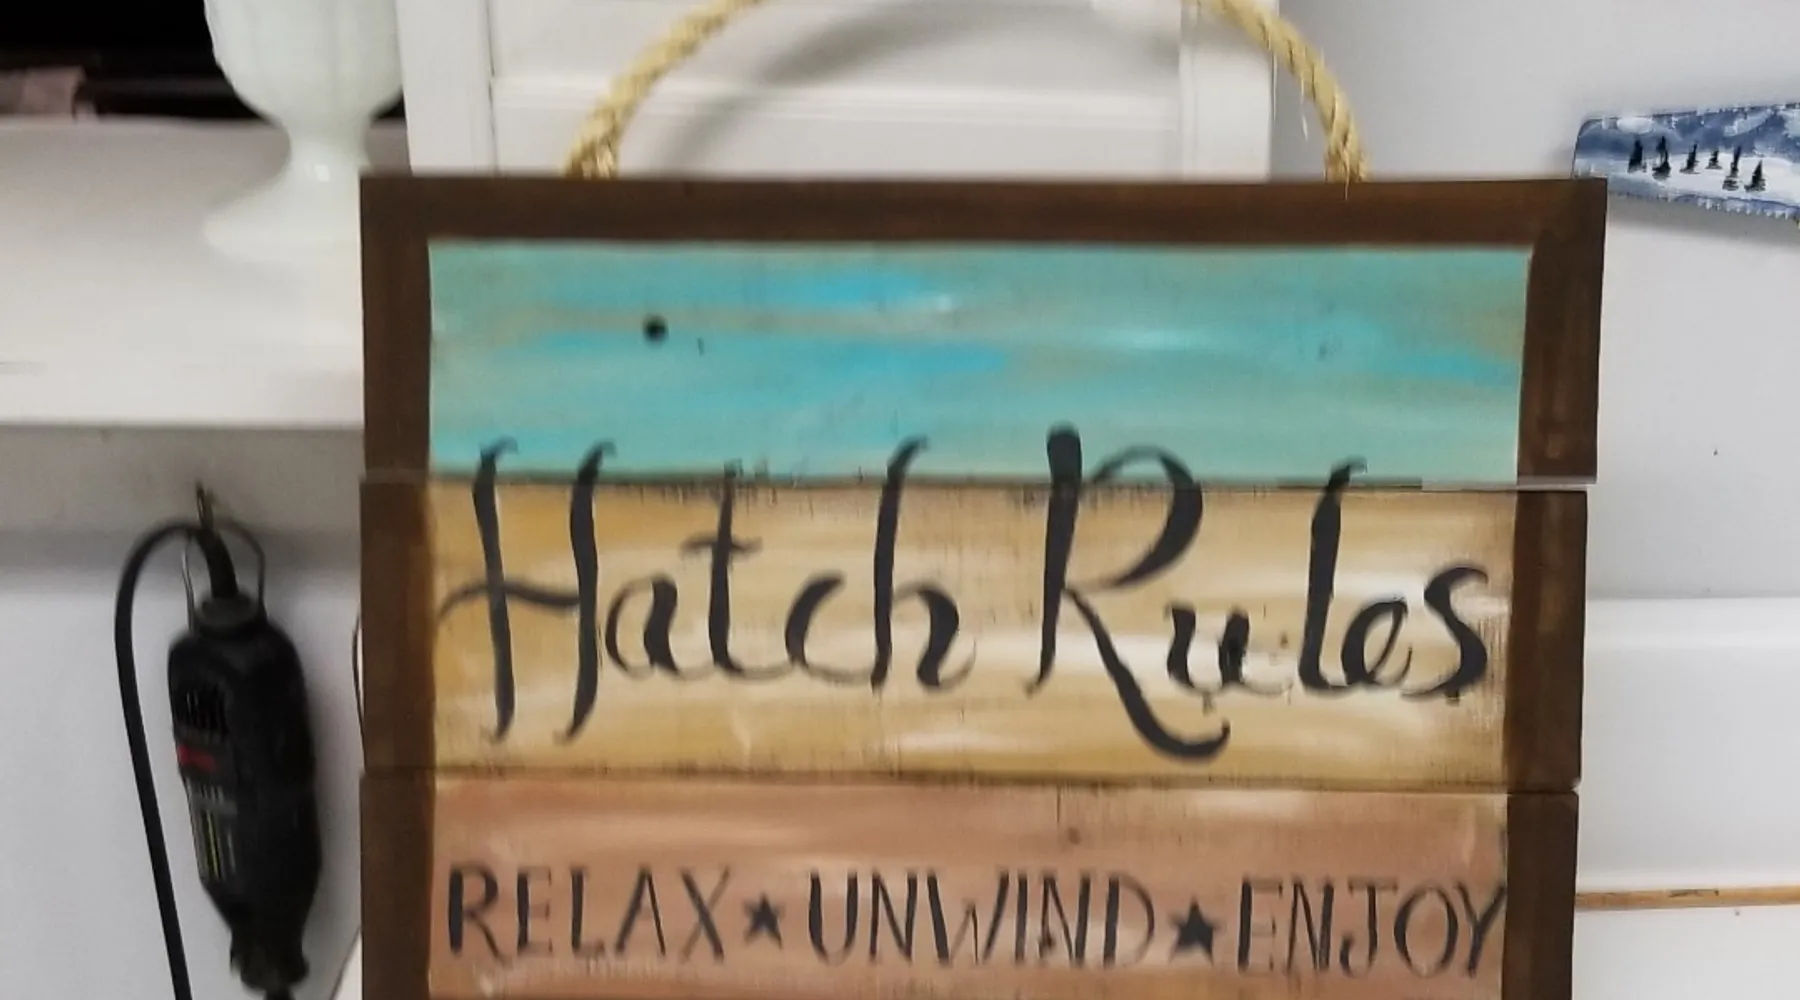 Hatch Rules
RELAX★UNWIND★ENJOY